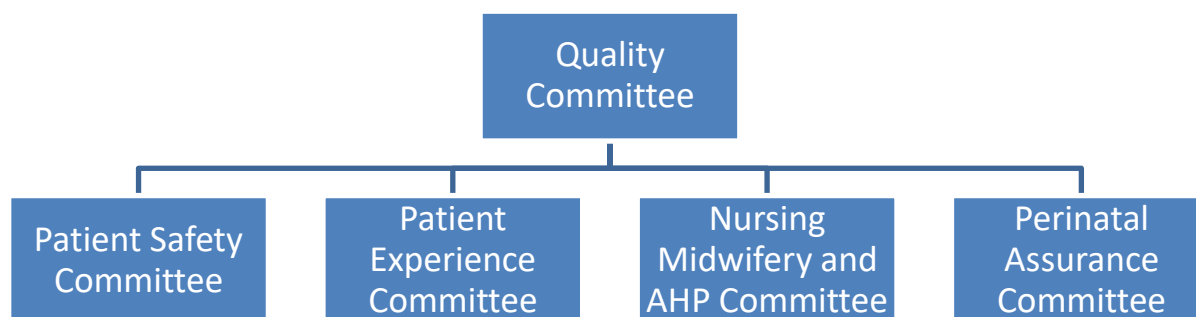 Quality
Committee
Patient Safety
Committee
Patient
Experience
Committee
Nursing
Midwifery and
AHP Committee
Perinatal
Assurance
Committee